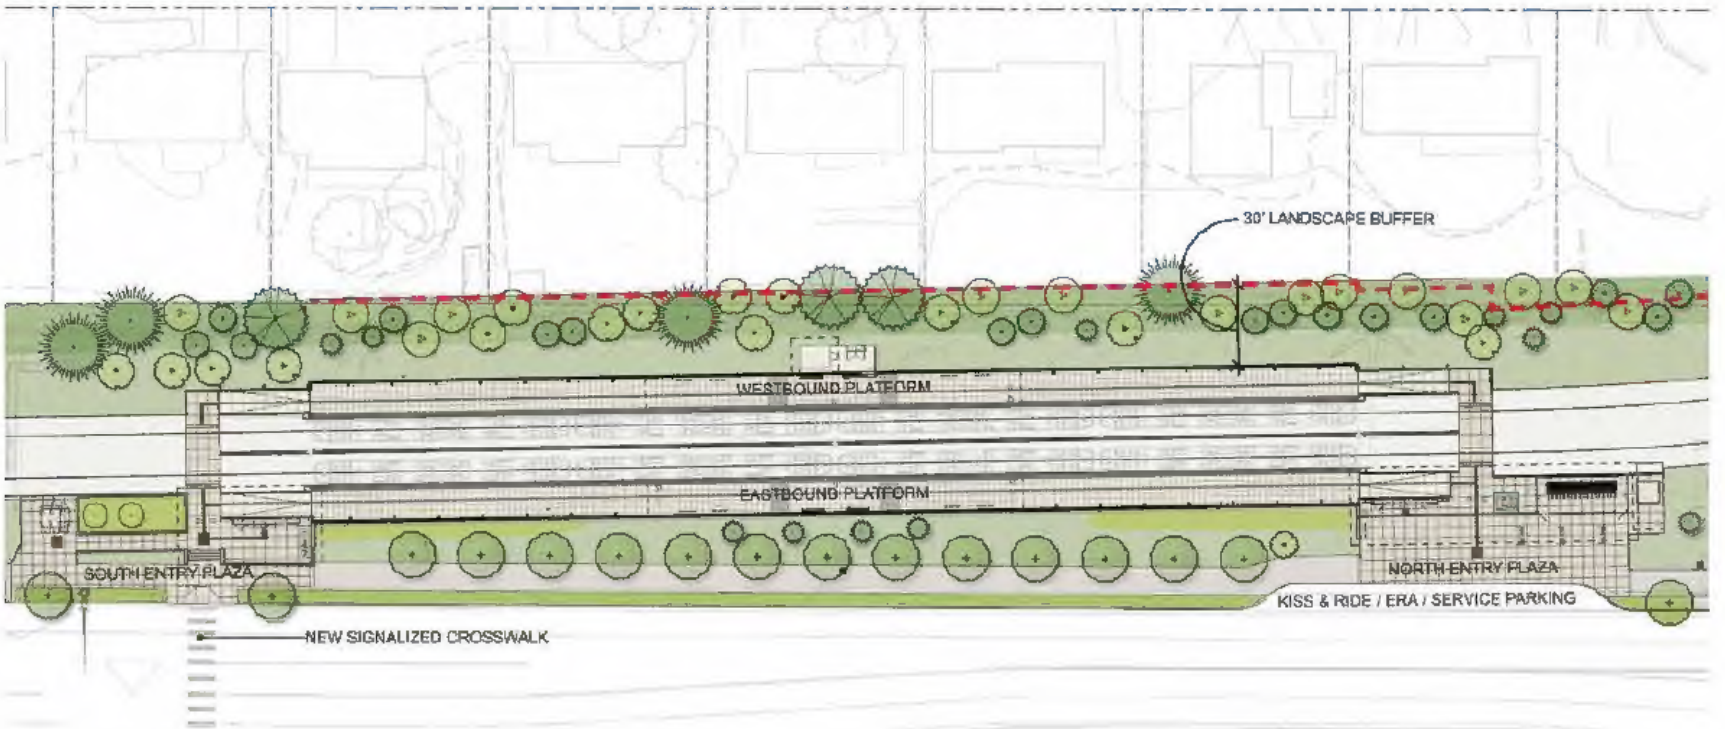 30' LANDSCAPE BUFFER
WESTBOUND PLATFORM
EASTBOUND PLATFORM
SOUTH ENTRY PLAZA
NORTH ENTRY PLAZA
KISS & RIDE / ERA / SERVICE PARKING
NEW SIGNALIZED CROSSWALK